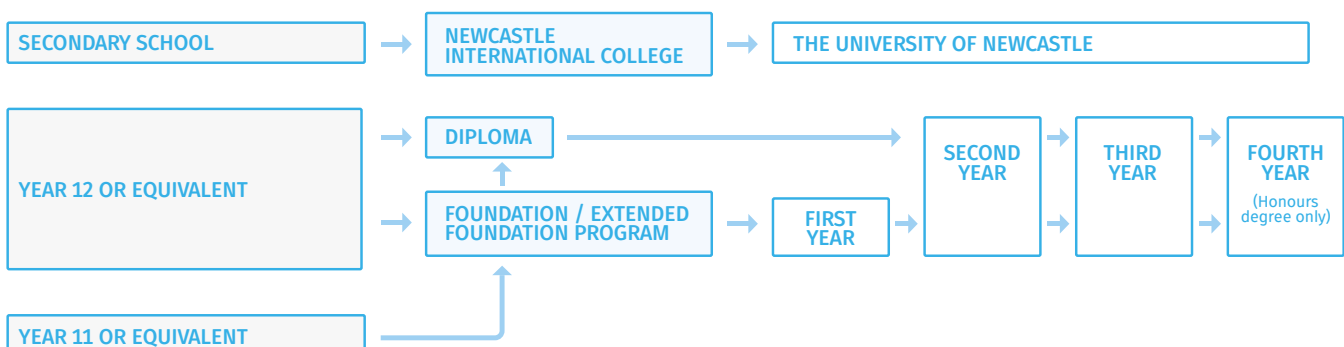 SECONDARY SCHOOL
NEWCASTLE
INTERNATIONAL COLLEGE
THE UNIVERSITY OF NEWCASTLE
YEAR 12 OR EQUIVALENT
DIPLOMA
FOUNDATION / EXTENDED
FOUNDATION PROGRAM
FIRST
YEAR
SECOND
YEAR
THIRD
YEAR
FOURTH
YEAR
(Honours
degree only)
YEAR 11 OR EQUIVALENT